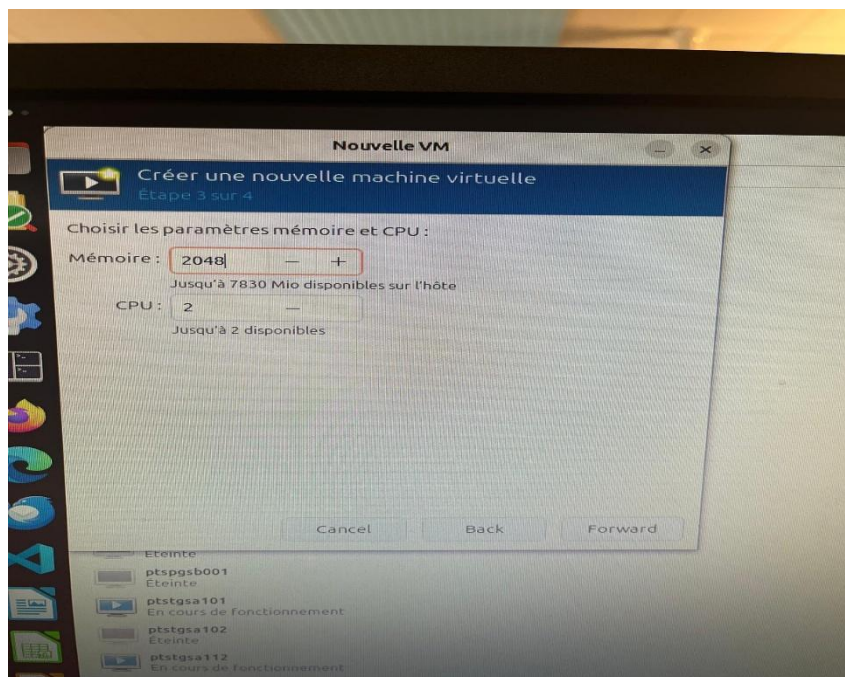 Nouvelle VM
Créer une nouvelle machine virtuelle
Étape 3 sur 4
Choisir les paramètres mémoire et CPU :
Mémoire : 2048 — +
Jusqu'à 7830 Mio disponibles sur l'hôte
CPU : 2 —
Jusqu'à 2 disponibles
Cancel Back Forward
Éteinte
ptspgsb001
Éteinte
ptstgsa101
En cours de fonctionnement
ptstgsa102
Éteinte
ptstgsa112
En cours de fonctionnement